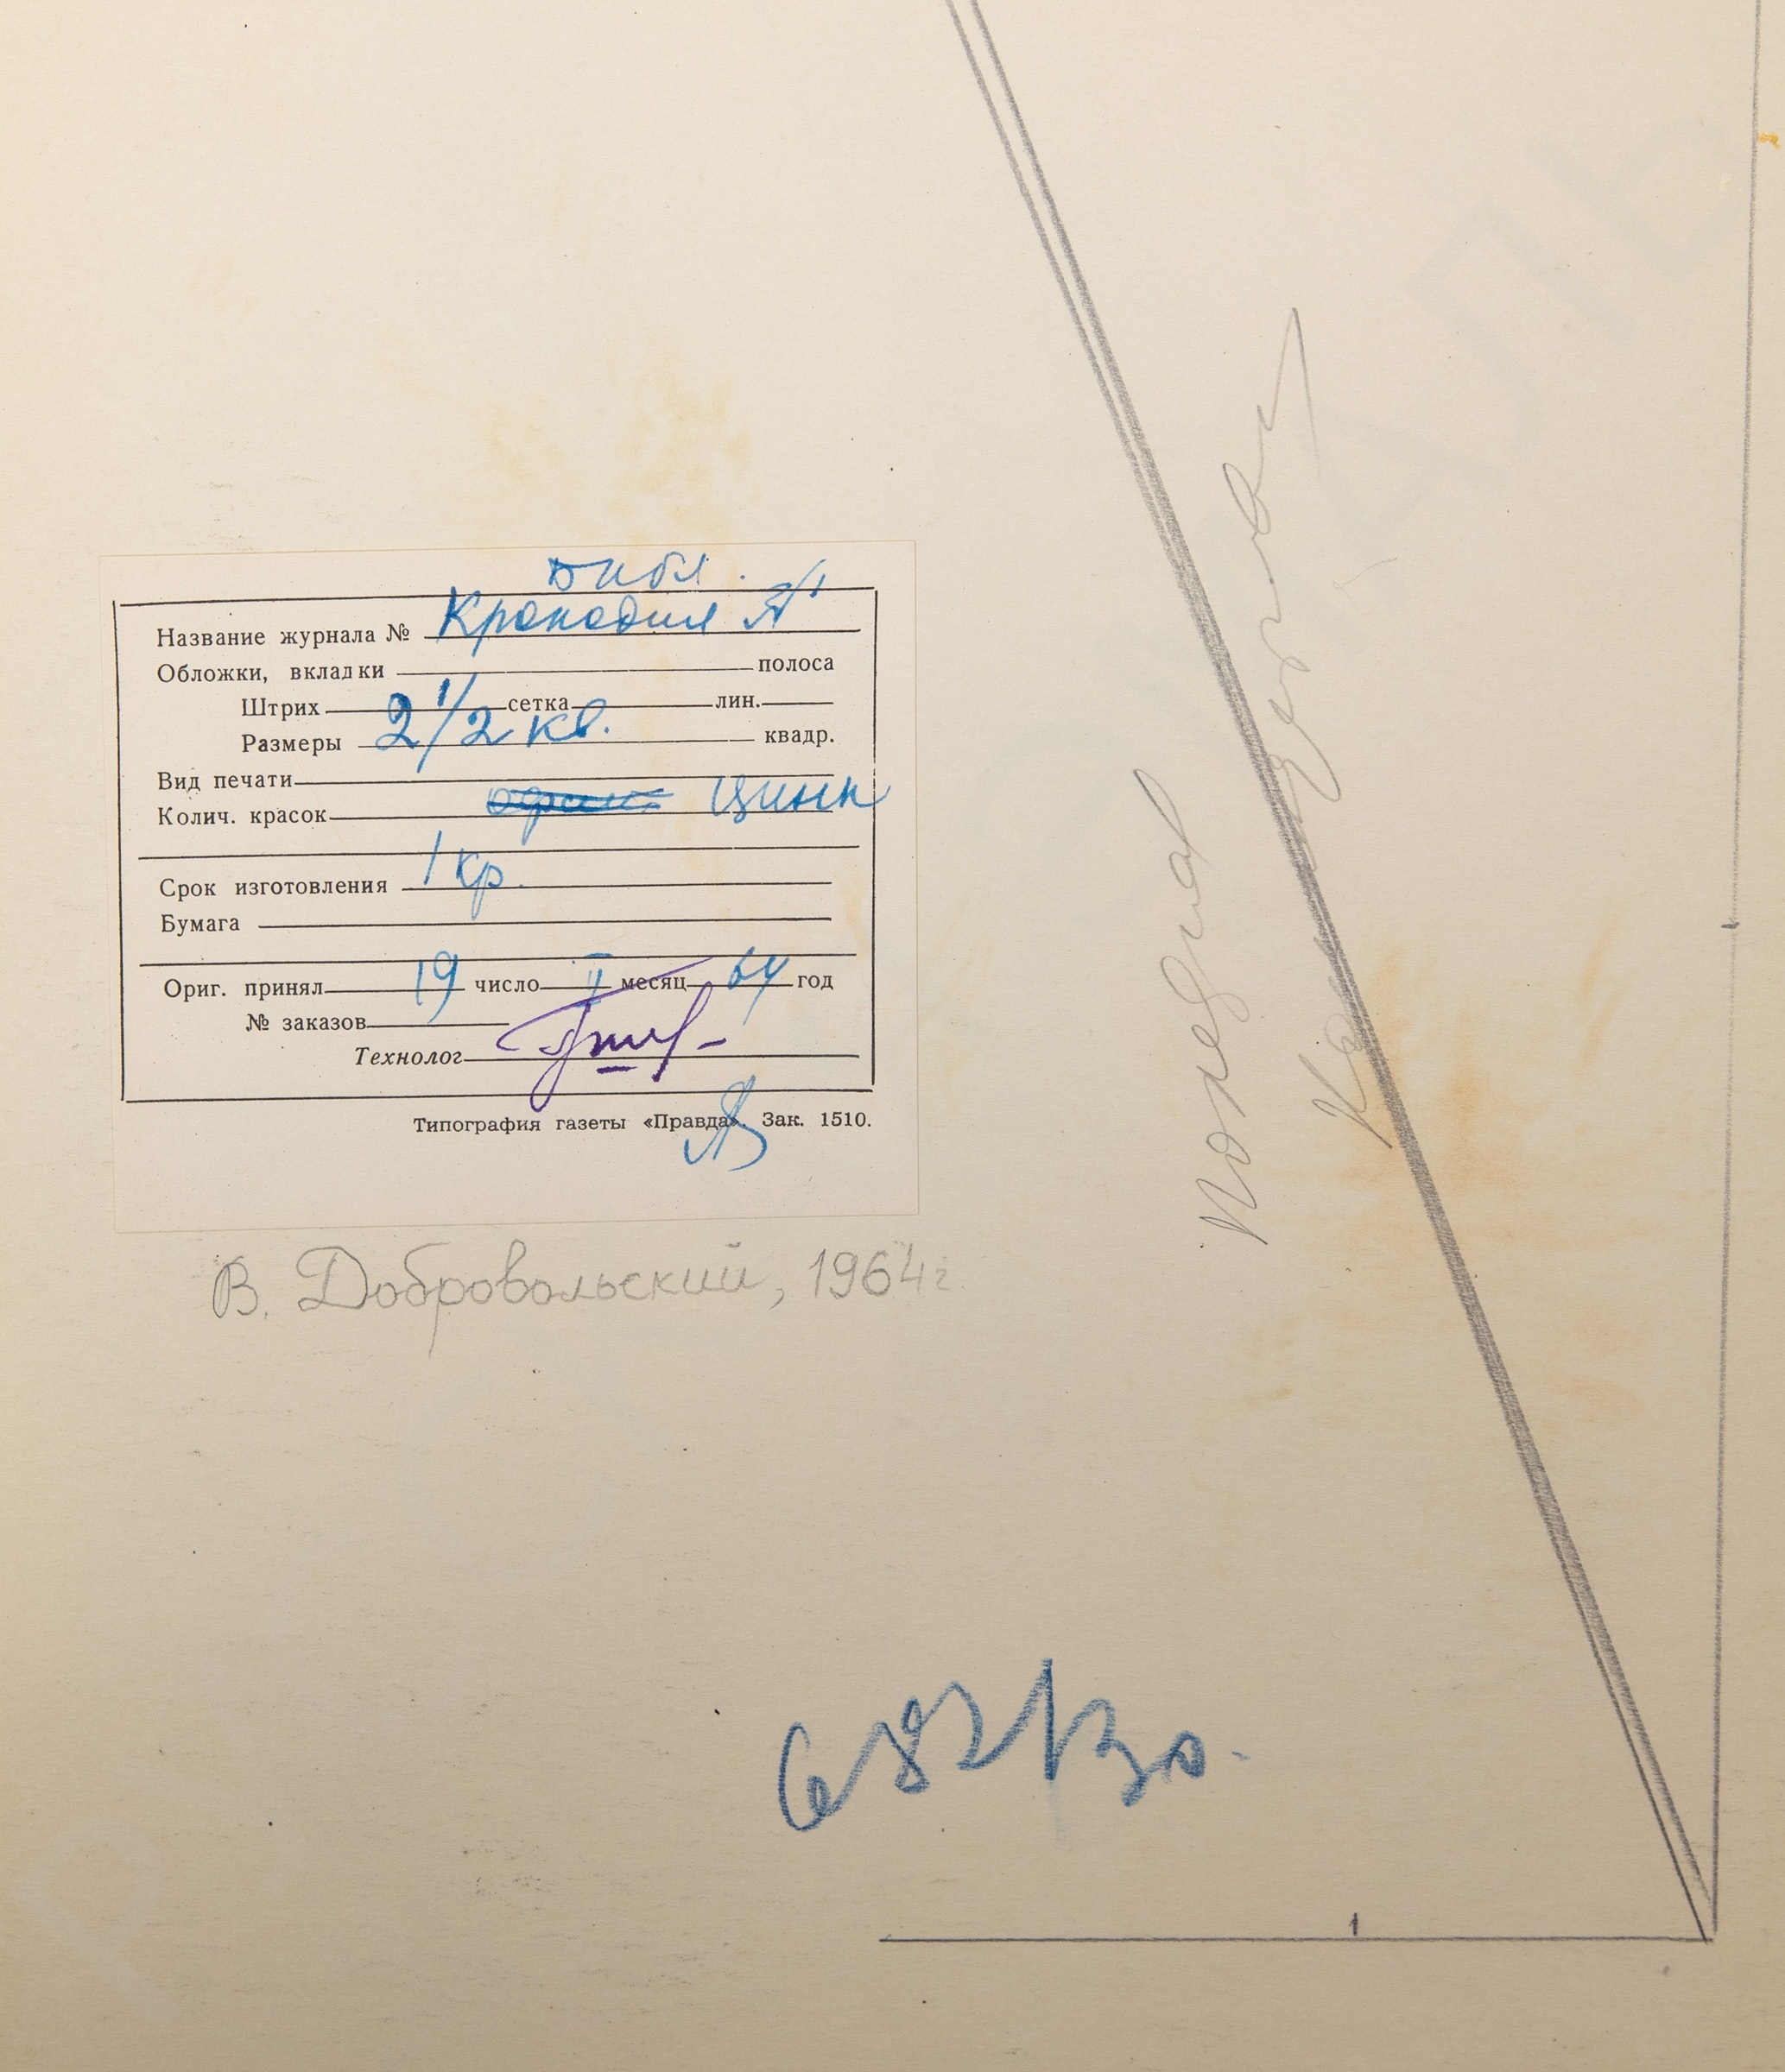 Библ.
Название журнала № Крокодил
Обложки, вкладки полоса
Штрих сетка лин.
Размеры 2 1/2 кв. квадр.
Вид печати
Колич. красок офсет цинк
Срок изготовления 1 кр.
Бумага
Ориг. принял 19 число II месяц 64 год
№ заказов
Технолог
Типография газеты «Правда». Зак. 1510.
В. Добровольский, 1964г
1